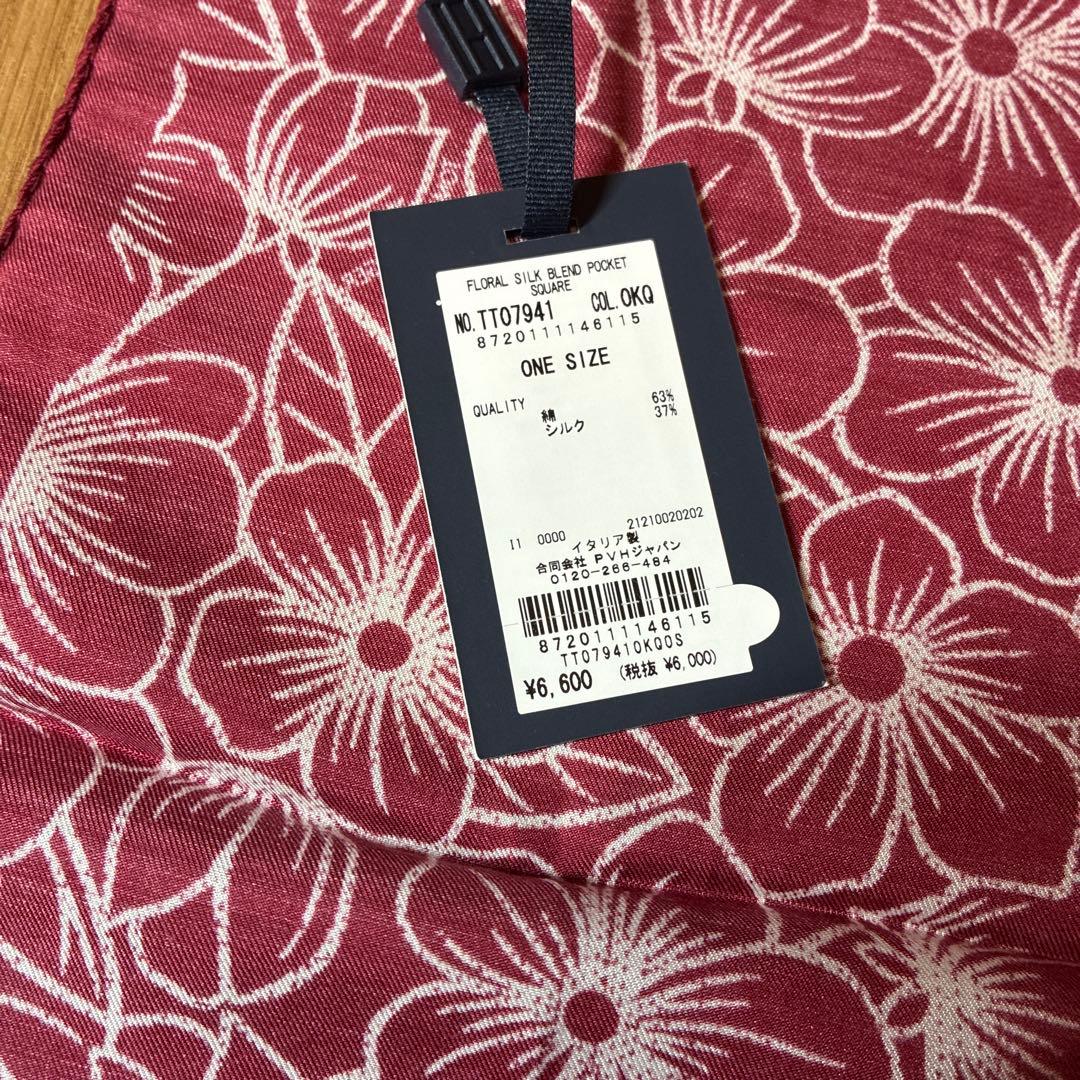 FLORAL SILK BLEND POCKET
SQUARE
NO.TT07941 COL.0KQ
8720111146115
ONE SIZE
QUALITY 綿 63%
シルク 37%
I1 0000 21210020202
イタリア製
合同会社 PVHジャパン
0120-266-484
8720111146115
TT079410KQ0S
¥6,600 (税抜 ¥6,000)